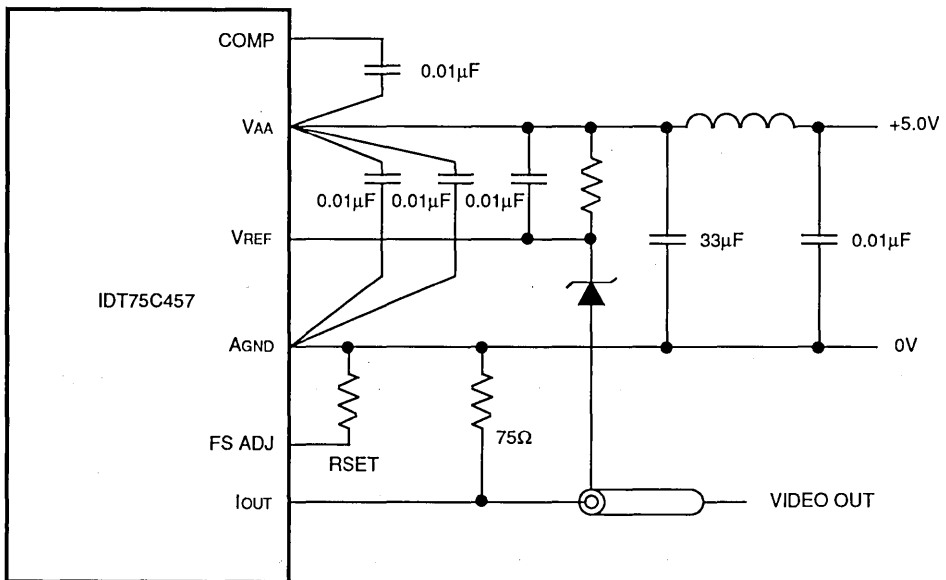 COMP
0.01µF
VAA
+5.0V
0.01µF 0.01µF 0.01µF
VREF
33µF
0.01µF
IDT75C457
AGND
0V
75Ω
FS ADJ
RSET
IOUT
VIDEO OUT